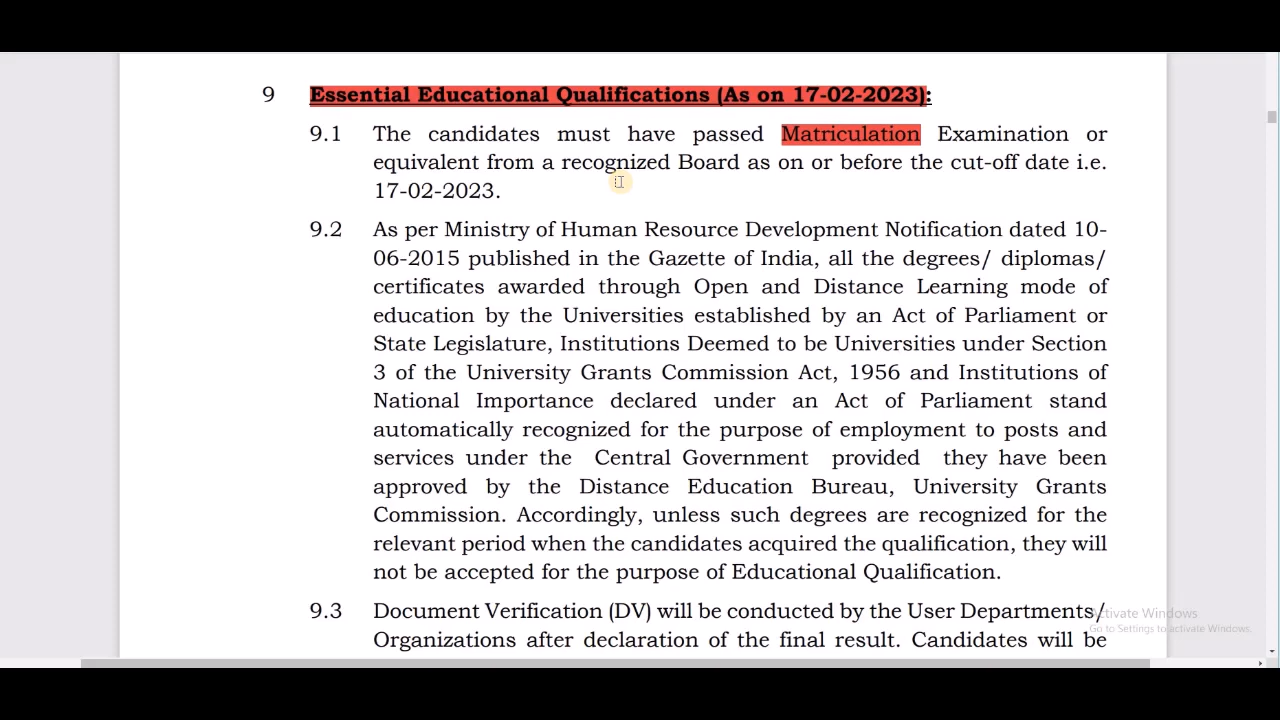 9 Essential Educational Qualifications (As on 17-02-2023):
9.1 The candidates must have passed Matriculation Examination or
equivalent from a recognized Board as on or before the cut-off date i.e.
17-02-2023.
9.2 As per Ministry of Human Resource Development Notification dated 10-
06-2015 published in the Gazette of India, all the degrees/ diplomas/
certificates awarded through Open and Distance Learning mode of
education by the Universities established by an Act of Parliament or
State Legislature, Institutions Deemed to be Universities under Section
3 of the University Grants Commission Act, 1956 and Institutions of
National Importance declared under an Act of Parliament stand
automatically recognized for the purpose of employment to posts and
services under the Central Government provided they have been
approved by the Distance Education Bureau, University Grants
Commission. Accordingly, unless such degrees are recognized for the
relevant period when the candidates acquired the qualification, they will
not be accepted for the purpose of Educational Qualification.
9.3 Document Verification (DV) will be conducted by the User Departments/
Organizations after declaration of the final result. Candidates will be
Activate Windows
Go to Settings to activate Windows.